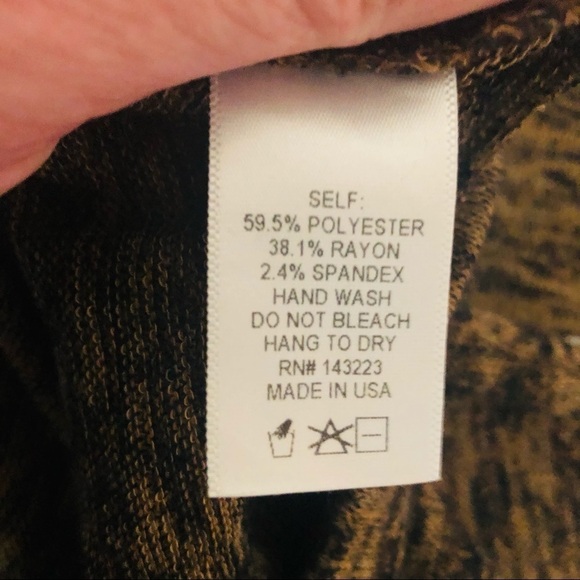 SELF:
59.5% POLYESTER
38.1% RAYON
2.4% SPANDEX
HAND WASH
DO NOT BLEACH
HANG TO DRY
RN# 143223
MADE IN USA